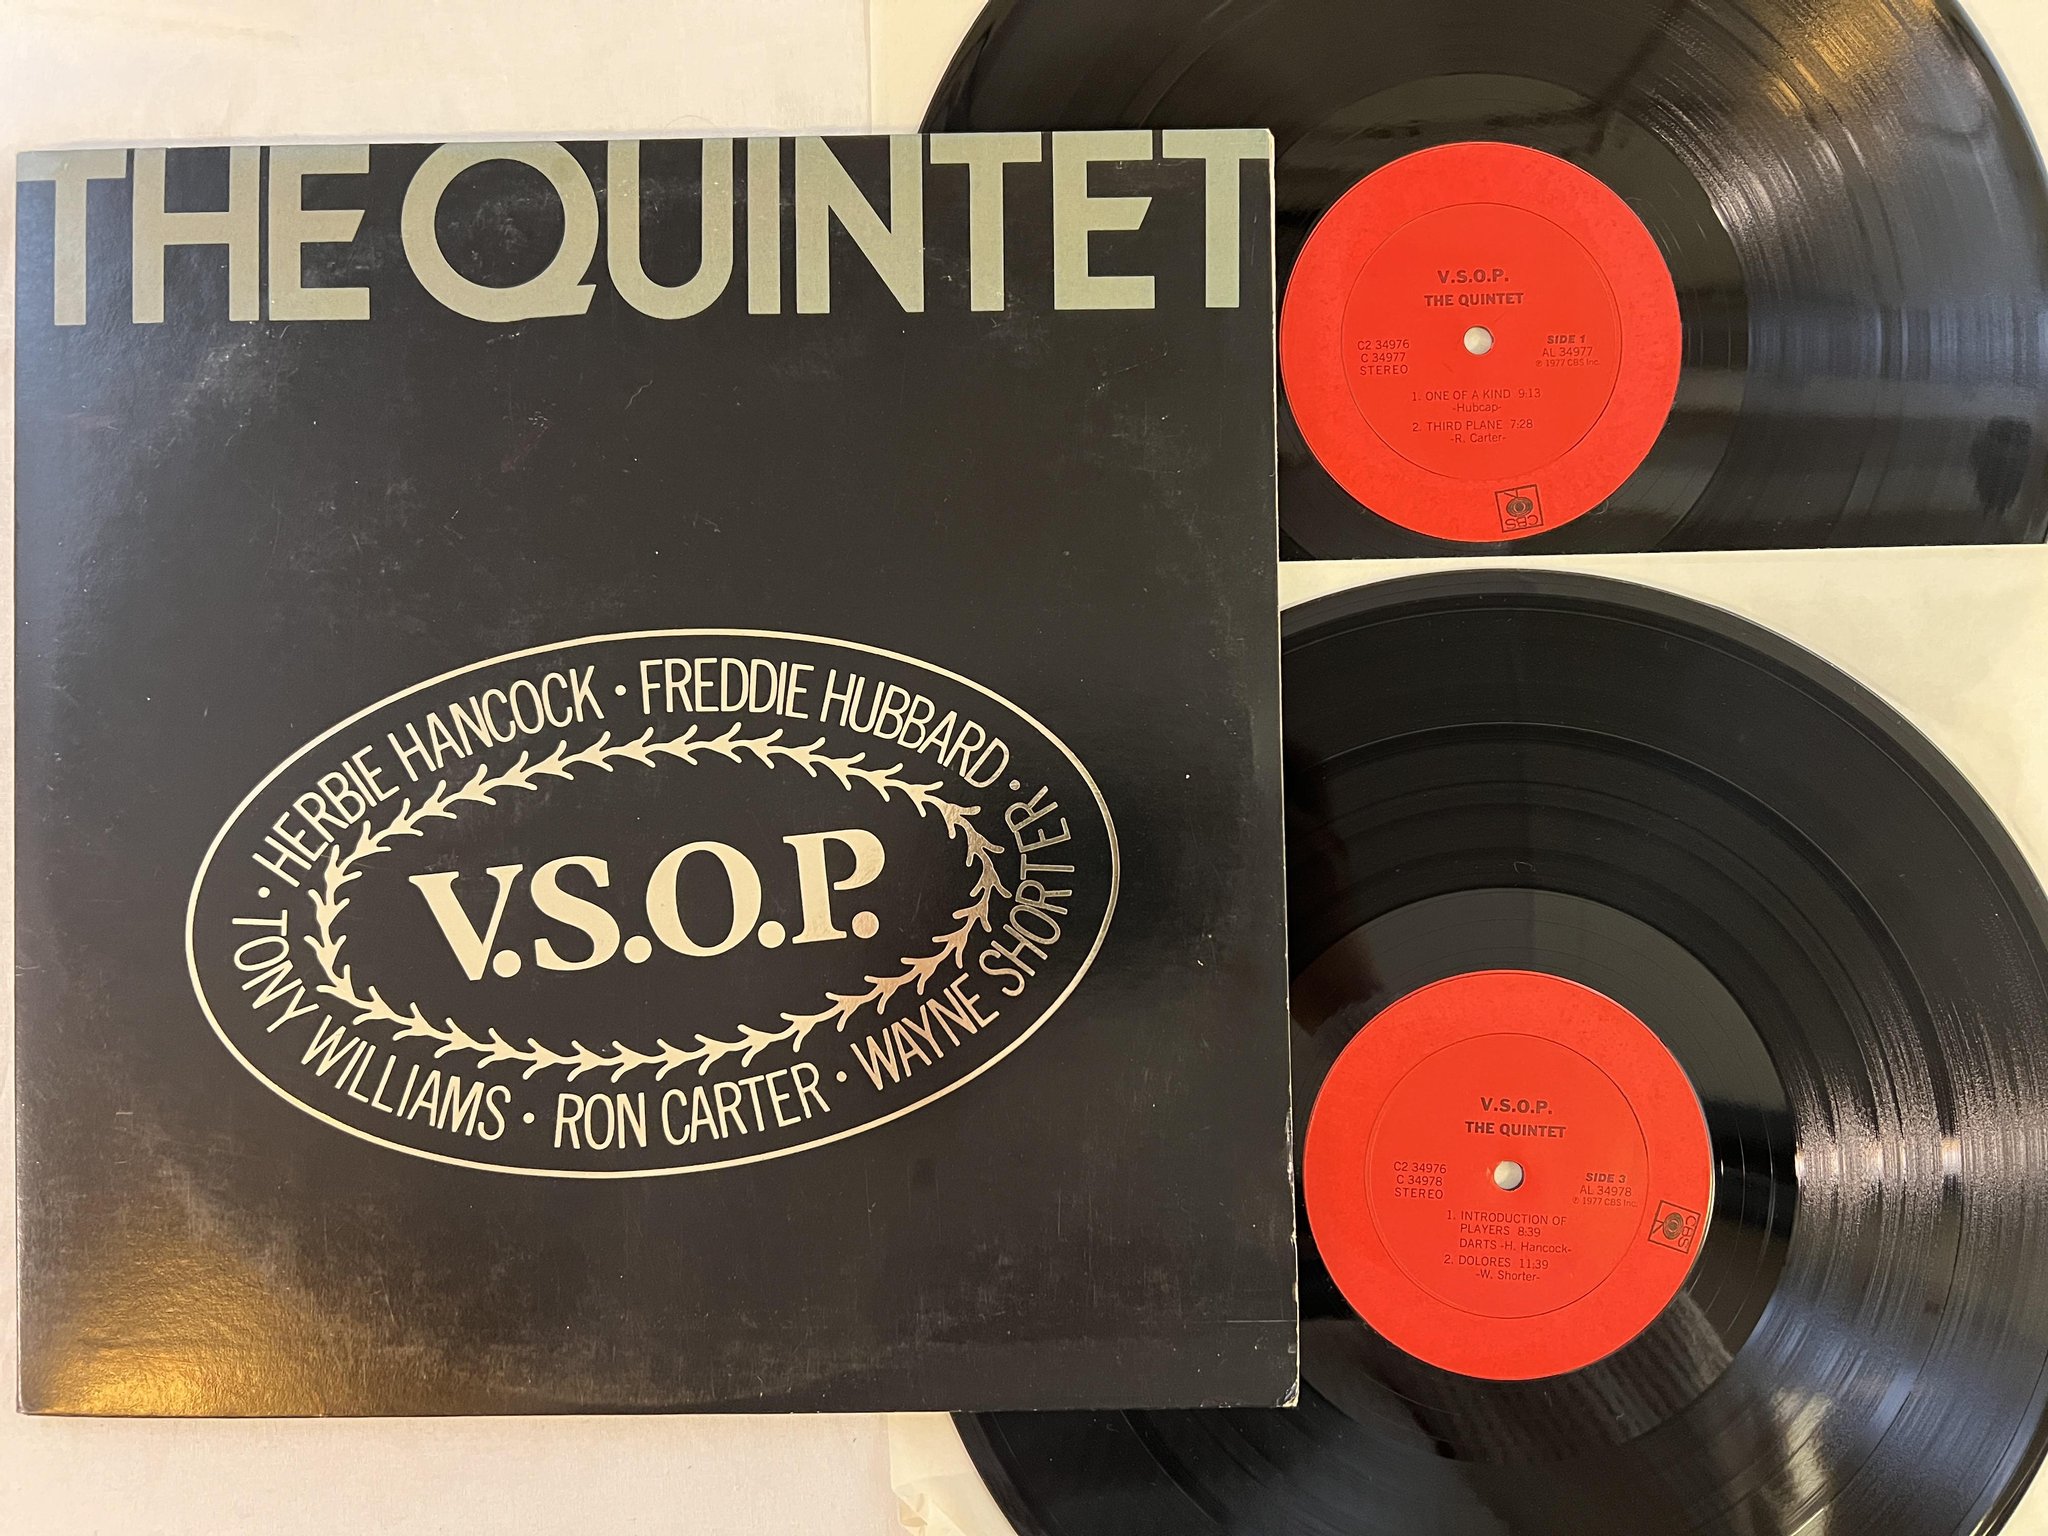 THE QUINTET
· HERBIE HANCOCK · FREDDIE HUBBARD ·
WAYNE SHORTER ·
RON CARTER ·
TONY WILLIAMS ·
V.S.O.P.
V.S.O.P.
THE QUINTET
C2 34976
C 34977
STEREO
SIDE 1
AL 34977
℗ 1977 CBS Inc.
1. ONE OF A KIND 9:13
-Hubcap-
2. THIRD PLANE 7:28
-R. Carter-
CBS
V.S.O.P.
THE QUINTET
C2 34976
C 34978
STEREO
SIDE 3
AL 34978
℗ 1977 CBS Inc.
1. INTRODUCTION OF
PLAYERS 8:39
DARTS -H. Hancock-
2. DOLORES 11:39
-W. Shorter-
CBS